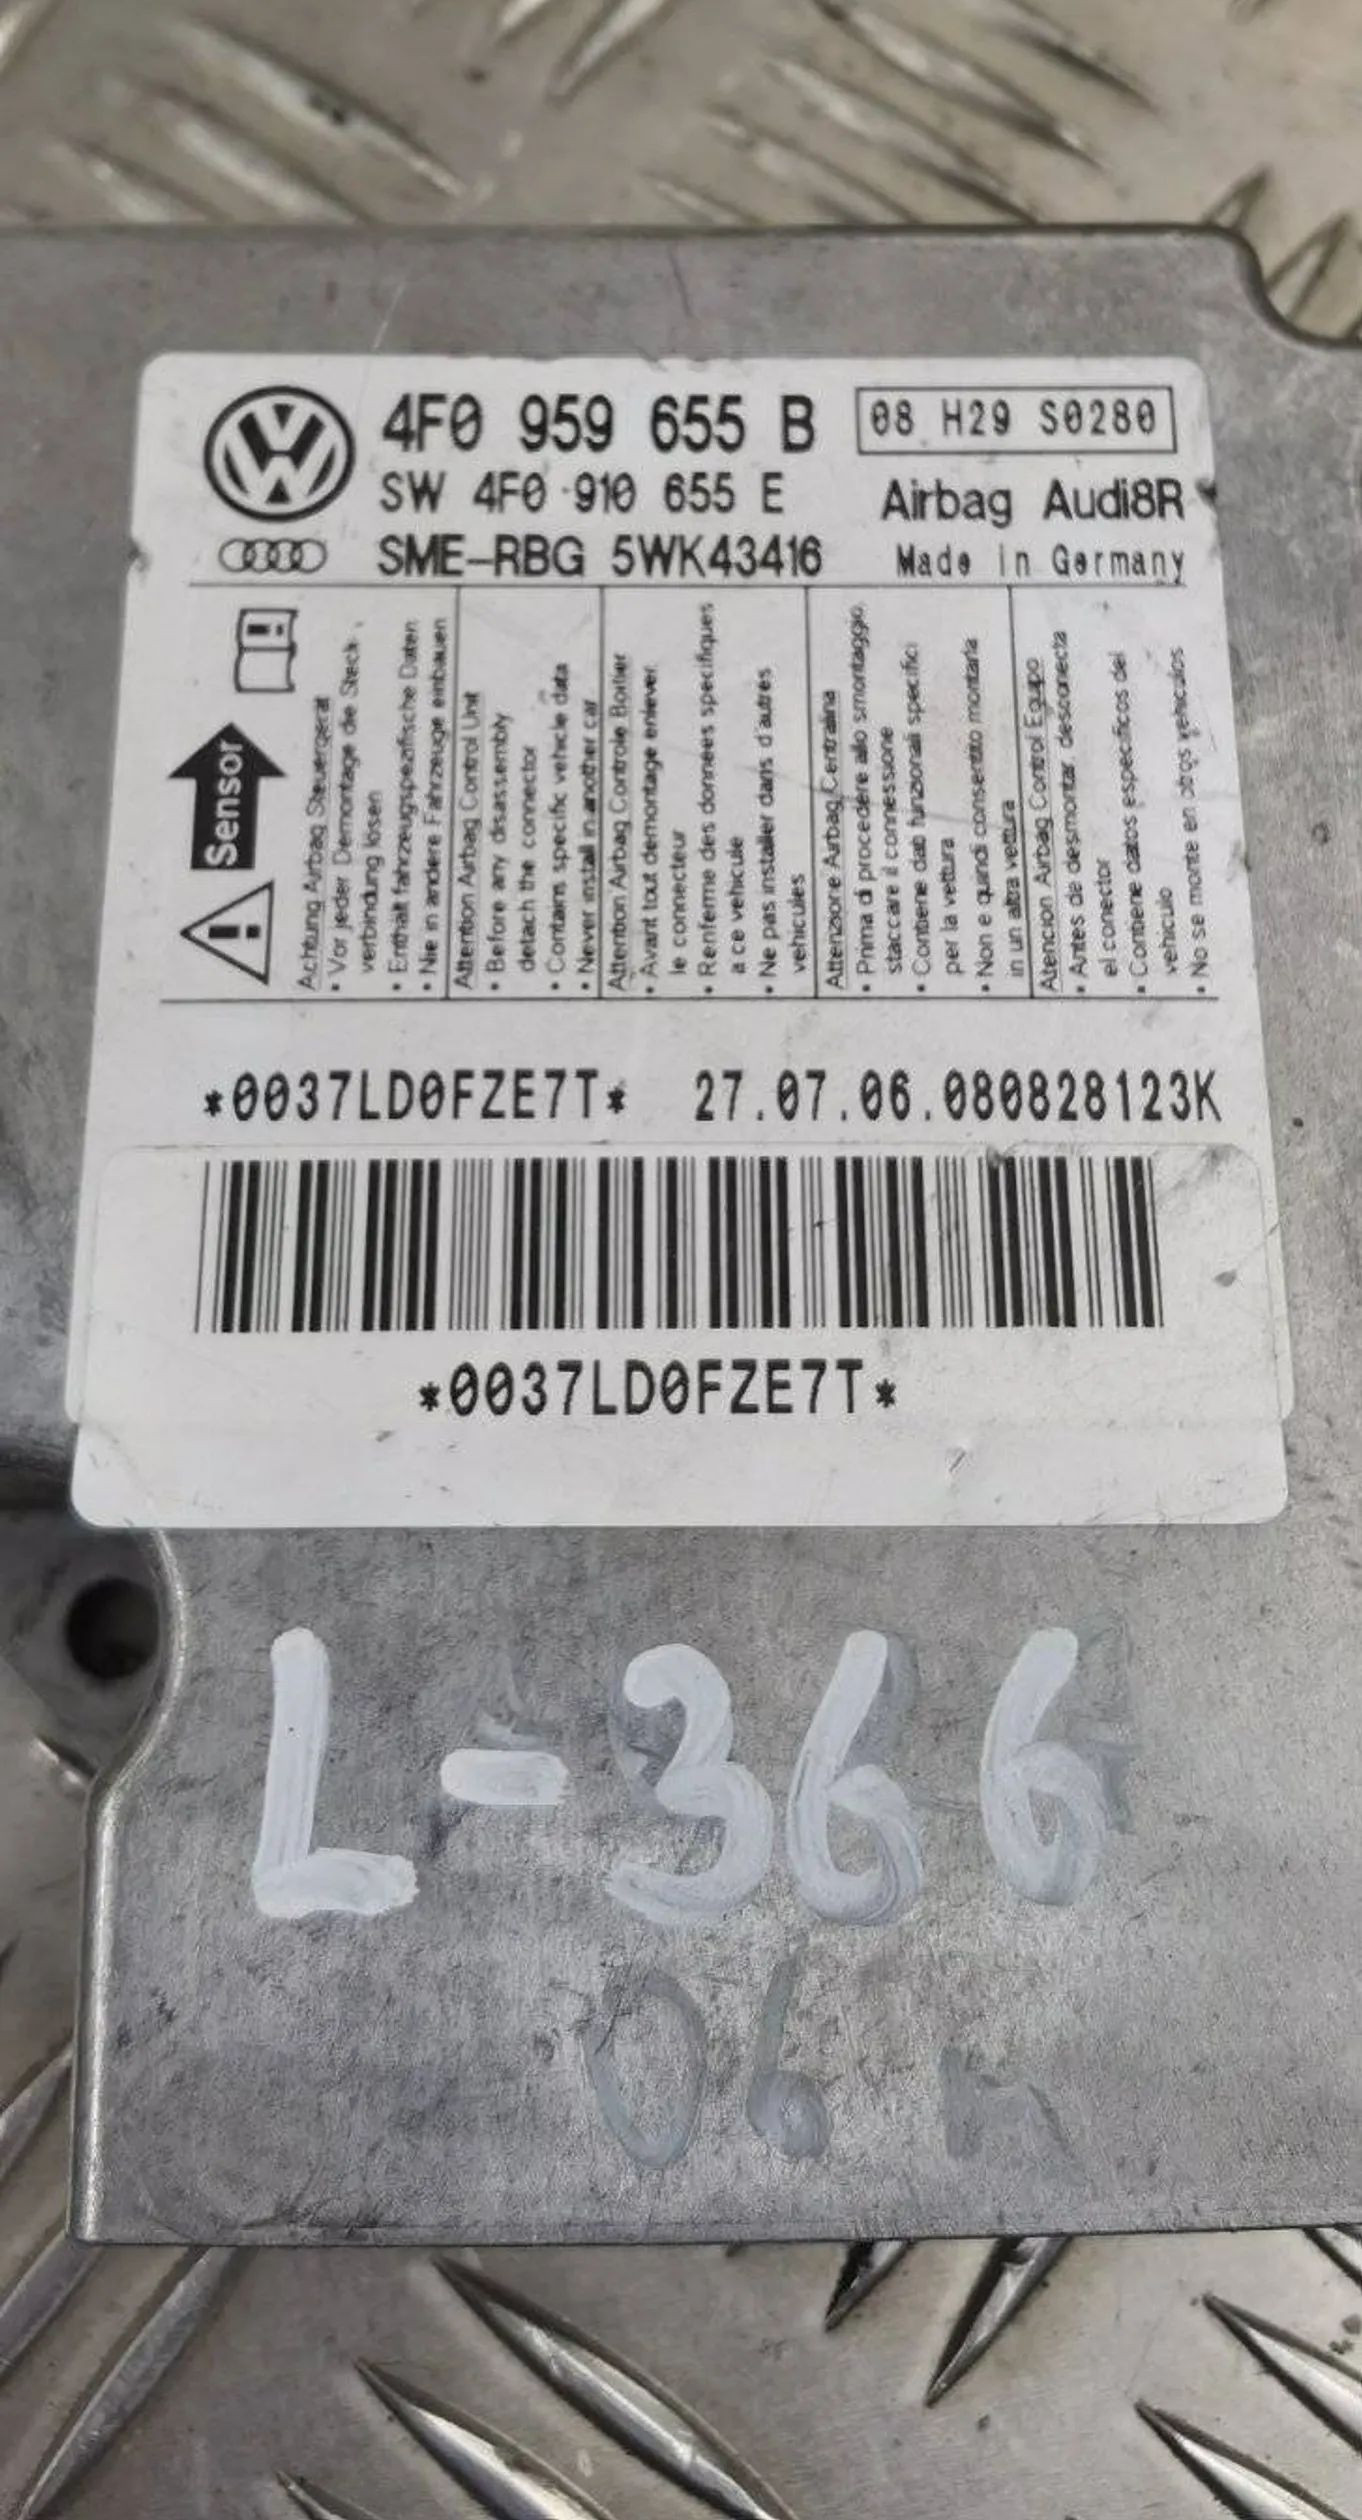 4F0 959 655 B
08 H29 S0280
SW 4F0 910 655 E
Airbag Audi8R
SME-RBG 5WK43416
Made in Germany
Sensor
Achtung Airbag Steuergerät
• Vor jeder Demontage die Steck-
verbindung lösen
• Enthält fahrzeugspezifische Daten
• Nie in andere Fahrzeuge einbauen
Attention Airbag Control Unit
• Before any disassembly
detach the connector
• Contains specific vehicle data
• Never install in another car
Attention Airbag Controle Boitier
• Avant tout demontage enlever
le connecteur
• Renferme des données specifiques
a ce vehicule
• Ne pas installer dans d'autres
vehicules
Attenzione Airbag Centralina
• Prima di procedere allo smontaggio
staccare il connessione
• Contiene dati funzionali specifici
per la vettura
• Non e quindi consentito montarla
in un altra vettura
Atencion Airbag Control Equipo
• Antes de desmontar, desconecta
el conector
• Contiene datos especificos del
vehiculo
• No se monte en otros vehiculos
*0037LD0FZE7T* 27.07.06.080828123K
*0037LD0FZE7T*
L-366
06